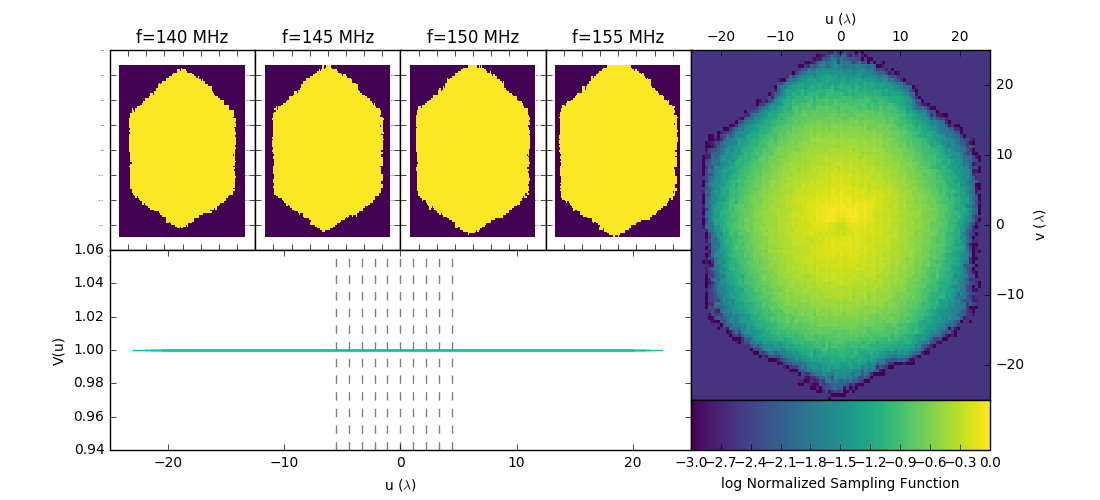 f=140 MHz f=145 MHz f=150 MHz f=155 MHz
u (λ)
−20 −10 0 10 20
20
10
0
−10
−20
v (λ)
1.06
1.04
1.02
1.00
0.98
0.96
0.94
V(u)
−20 −10 0 10 20
u (λ)
−3.0 −2.7 −2.4 −2.1 −1.8 −1.5 −1.2 −0.9 −0.6 −0.3 0.0
log Normalized Sampling Function